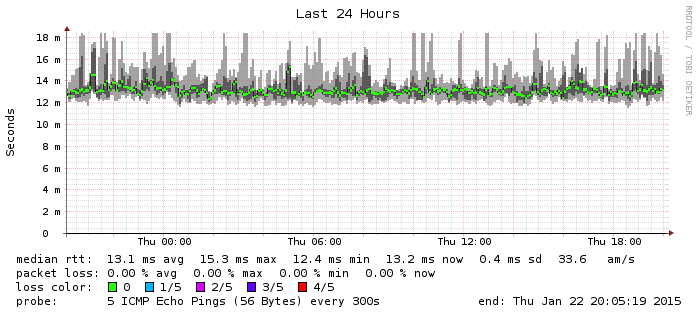 Last 24 Hours
RRDTOOL / TOBI OETIKER
Seconds
18 m
16 m
14 m
12 m
10 m
8 m
6 m
4 m
2 m
0
Thu 00:00 Thu 06:00 Thu 12:00 Thu 18:00
median rtt: 13.1 ms avg 15.3 ms max 12.4 ms min 13.2 ms now 0.4 ms sd 33.6 am/s
packet loss: 0.00 % avg 0.00 % max 0.00 % min 0.00 % now
loss color: 0 1/5 2/5 3/5 4/5
probe: 5 ICMP Echo Pings (56 Bytes) every 300s end: Thu Jan 22 20:05:19 2015